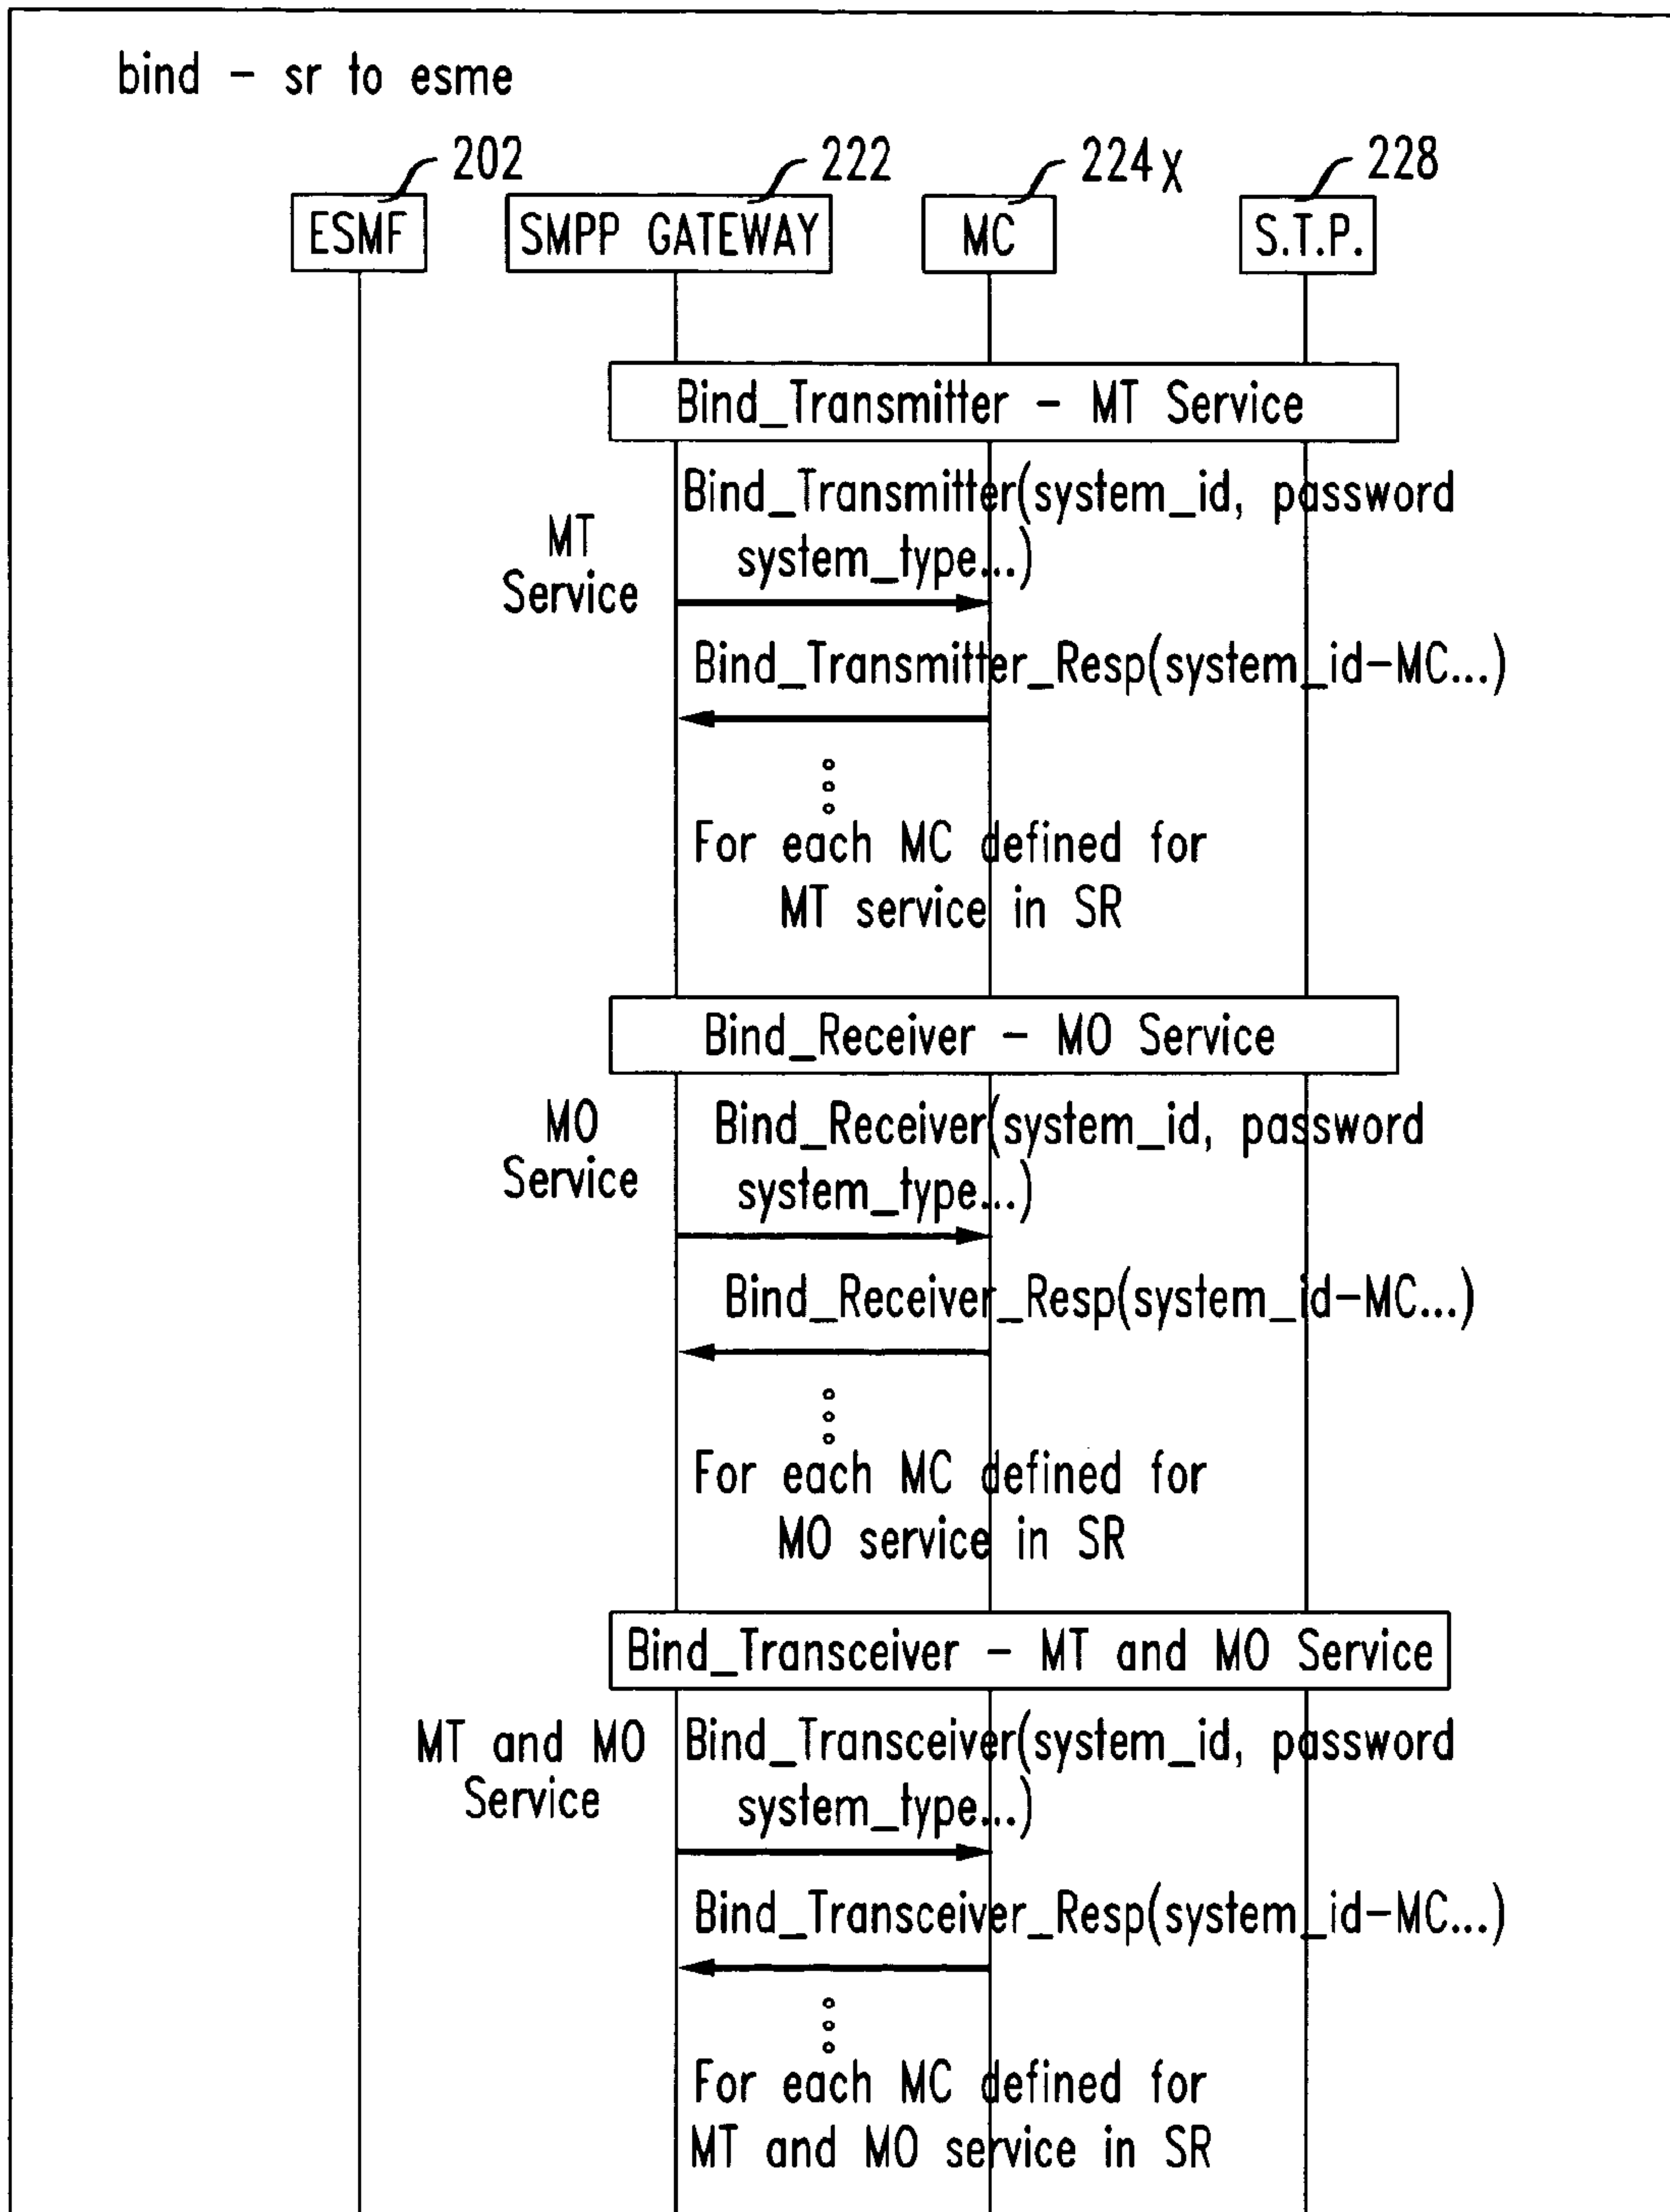 bind - sr to esme
202 222 224x 228
ESMF SMPP GATEWAY MC S.T.P.
Bind_Transmitter - MT Service
Bind_Transmitter(system_id, password
system_type...)
MT
Service
Bind_Transmitter_Resp(system_id-MC...)
For each MC defined for
MT service in SR
Bind_Receiver - MO Service
MO
Service
Bind_Receiver(system_id, password
system_type...)
Bind_Receiver_Resp(system_id-MC...)
For each MC defined for
MO service in SR
Bind_Transceiver - MT and MO Service
MT and MO
Service
Bind_Transceiver(system_id, password
system_type...)
Bind_Transceiver_Resp(system_id-MC...)
For each MC defined for
MT and MO service in SR